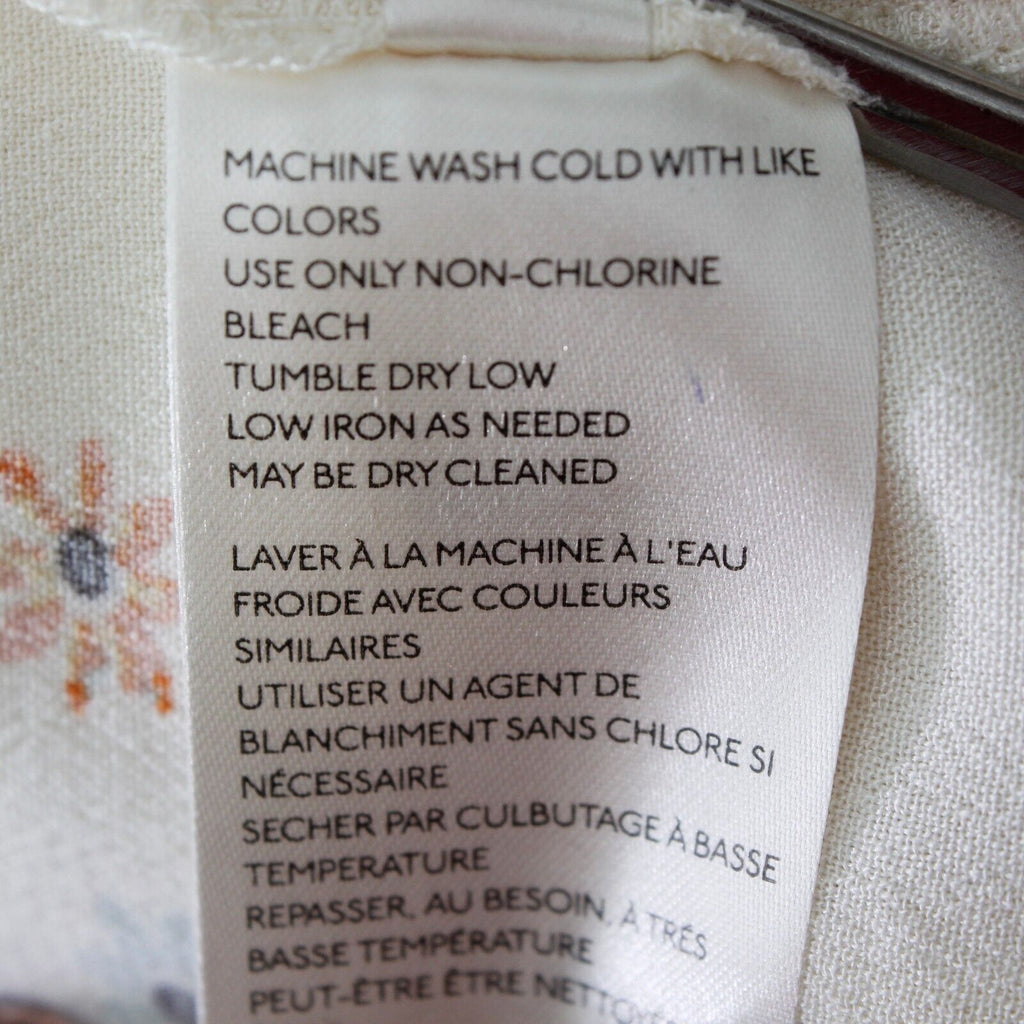 MACHINE WASH COLD WITH LIKE
COLORS
USE ONLY NON-CHLORINE
BLEACH
TUMBLE DRY LOW
LOW IRON AS NEEDED
MAY BE DRY CLEANED
LAVER À LA MACHINE À L'EAU
FROIDE AVEC COULEURS
SIMILAIRES
UTILISER UN AGENT DE
BLANCHIMENT SANS CHLORE SI
NÉCESSAIRE
SECHER PAR CULBUTAGE À BASSE
TEMPERATURE
REPASSER, AU BESOIN, À TRÉS
BASSE TEMPÉRATURE
PEUT-ÊTRE ÊTRE